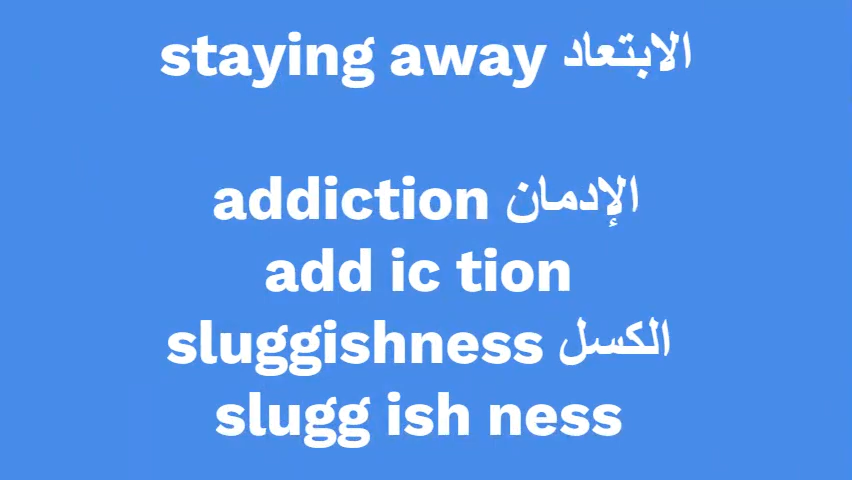 staying away الابتعاد
addiction الإدمان
add ic tion
sluggishness الكسل
slugg ish ness